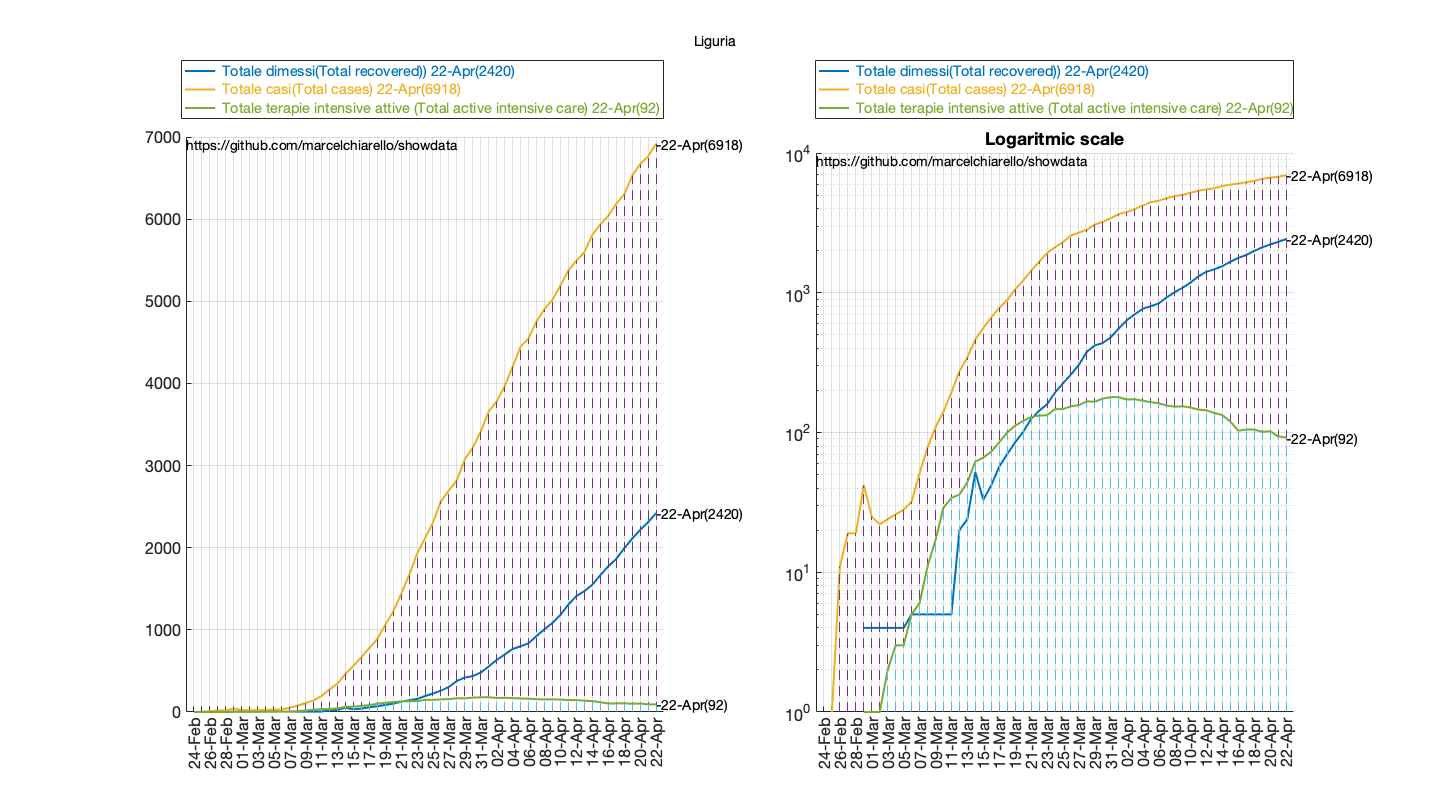 Liguria
Totale dimessi(Total recovered)) 22-Apr(2420)
Totale casi(Total cases) 22-Apr(6918)
Totale terapie intensive attive (Total active intensive care) 22-Apr(92)
https://github.com/marcelchiarello/showdata
7000
6000
5000
4000
3000
2000
1000
0
22-Apr(6918)
22-Apr(2420)
22-Apr(92)
24-Feb
26-Feb
28-Feb
01-Mar
03-Mar
05-Mar
07-Mar
09-Mar
11-Mar
13-Mar
15-Mar
17-Mar
19-Mar
21-Mar
23-Mar
25-Mar
27-Mar
29-Mar
31-Mar
02-Apr
04-Apr
06-Apr
08-Apr
10-Apr
12-Apr
14-Apr
16-Apr
18-Apr
20-Apr
22-Apr
Totale dimessi(Total recovered)) 22-Apr(2420)
Totale casi(Total cases) 22-Apr(6918)
Totale terapie intensive attive (Total active intensive care) 22-Apr(92)
Logaritmic scale
https://github.com/marcelchiarello/showdata
10^4
10^3
10^2
10^1
10^0
22-Apr(6918)
22-Apr(2420)
22-Apr(92)
24-Feb
26-Feb
28-Feb
01-Mar
03-Mar
05-Mar
07-Mar
09-Mar
11-Mar
13-Mar
15-Mar
17-Mar
19-Mar
21-Mar
23-Mar
25-Mar
27-Mar
29-Mar
31-Mar
02-Apr
04-Apr
06-Apr
08-Apr
10-Apr
12-Apr
14-Apr
16-Apr
18-Apr
20-Apr
22-Apr